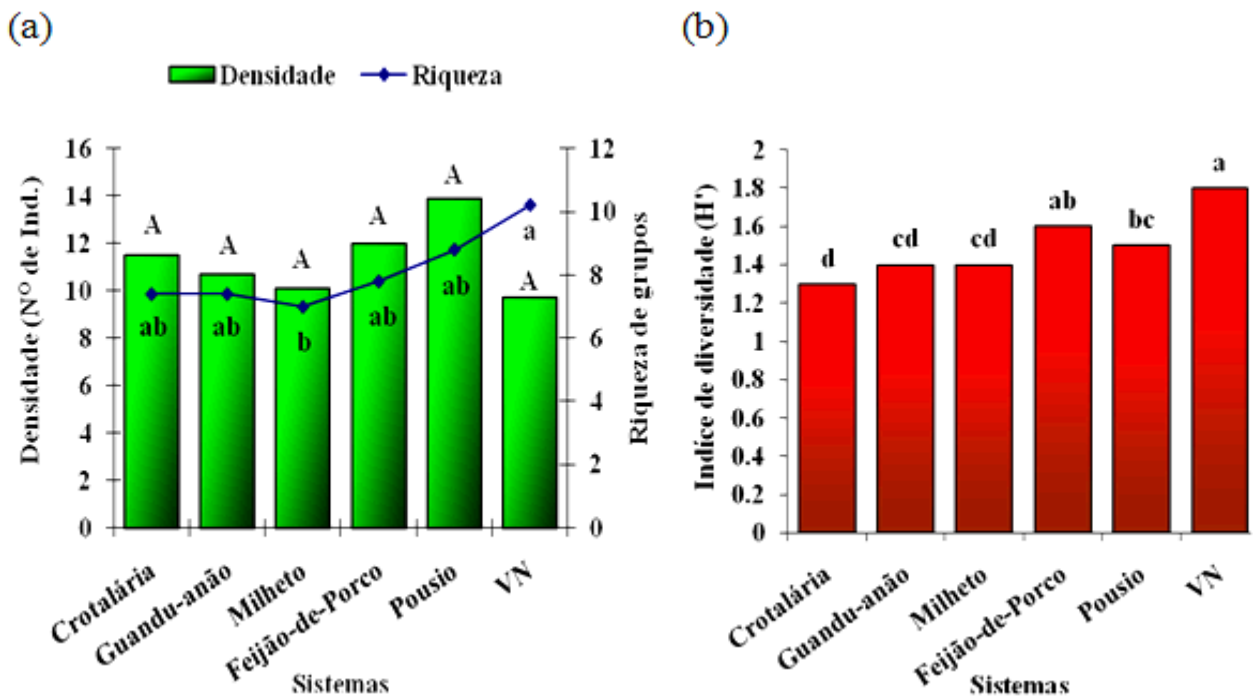 (a)
Densidade Riqueza
Densidade (Nº de Ind.)
16
14
12
10
8
6
4
2
0
A A A A A A
ab ab b ab ab a
12
10
8
6
4
2
0
Riqueza de grupos
Crotalária Guandu-anão Milheto Feijão-de-Porco Pousio VN
Sistemas
(b)
Indíce de diversidade (H')
2
1.8
1.6
1.4
1.2
1
0.8
0.6
0.4
0.2
0
d cd cd ab bc a
Crotalária Guandu-anão Milheto Feijão-de-Porco Pousio VN
Sistemas